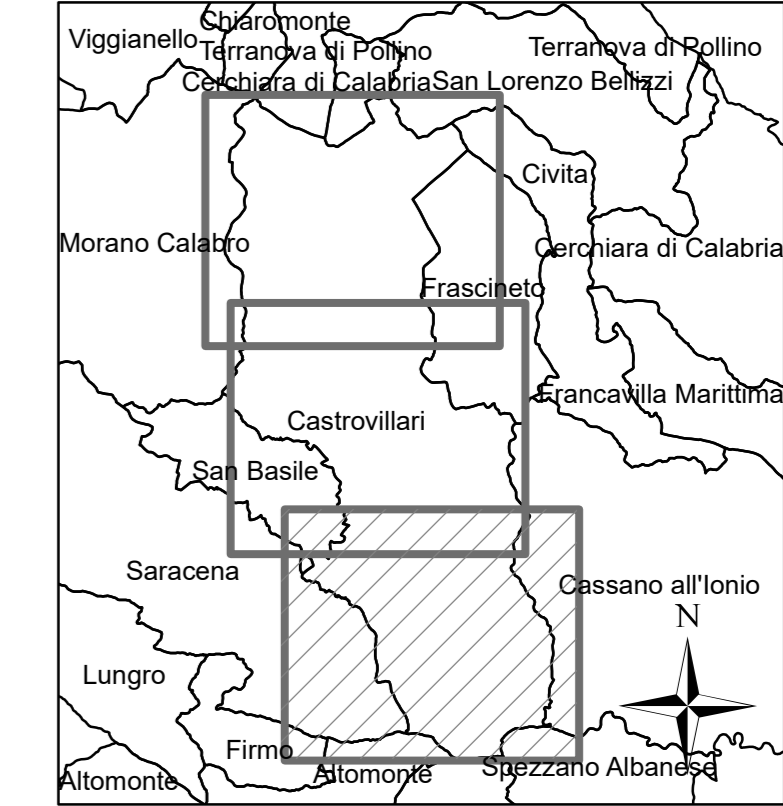 Chiaromonte
Viggianello
Terranova di Pollino
Terranova di Pollino
Cerchiara di Calabria
San Lorenzo Bellizzi
Civita
Morano Calabro
Cerchiara di Calabria
Frascineto
Francavilla Marittima
Castrovillari
San Basile
Saracena
Cassano all'Ionio
N
Lungro
Firmo
Altomonte
Altomonte
Spezzano Albanese